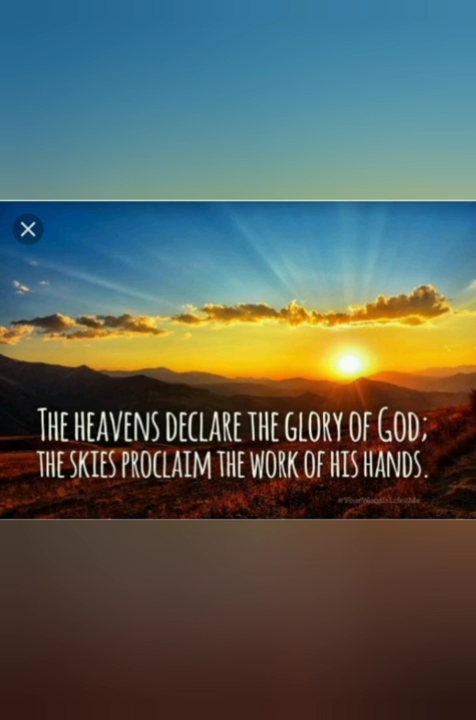 The heavens declare the glory of God;
the skies proclaim the work of his hands.